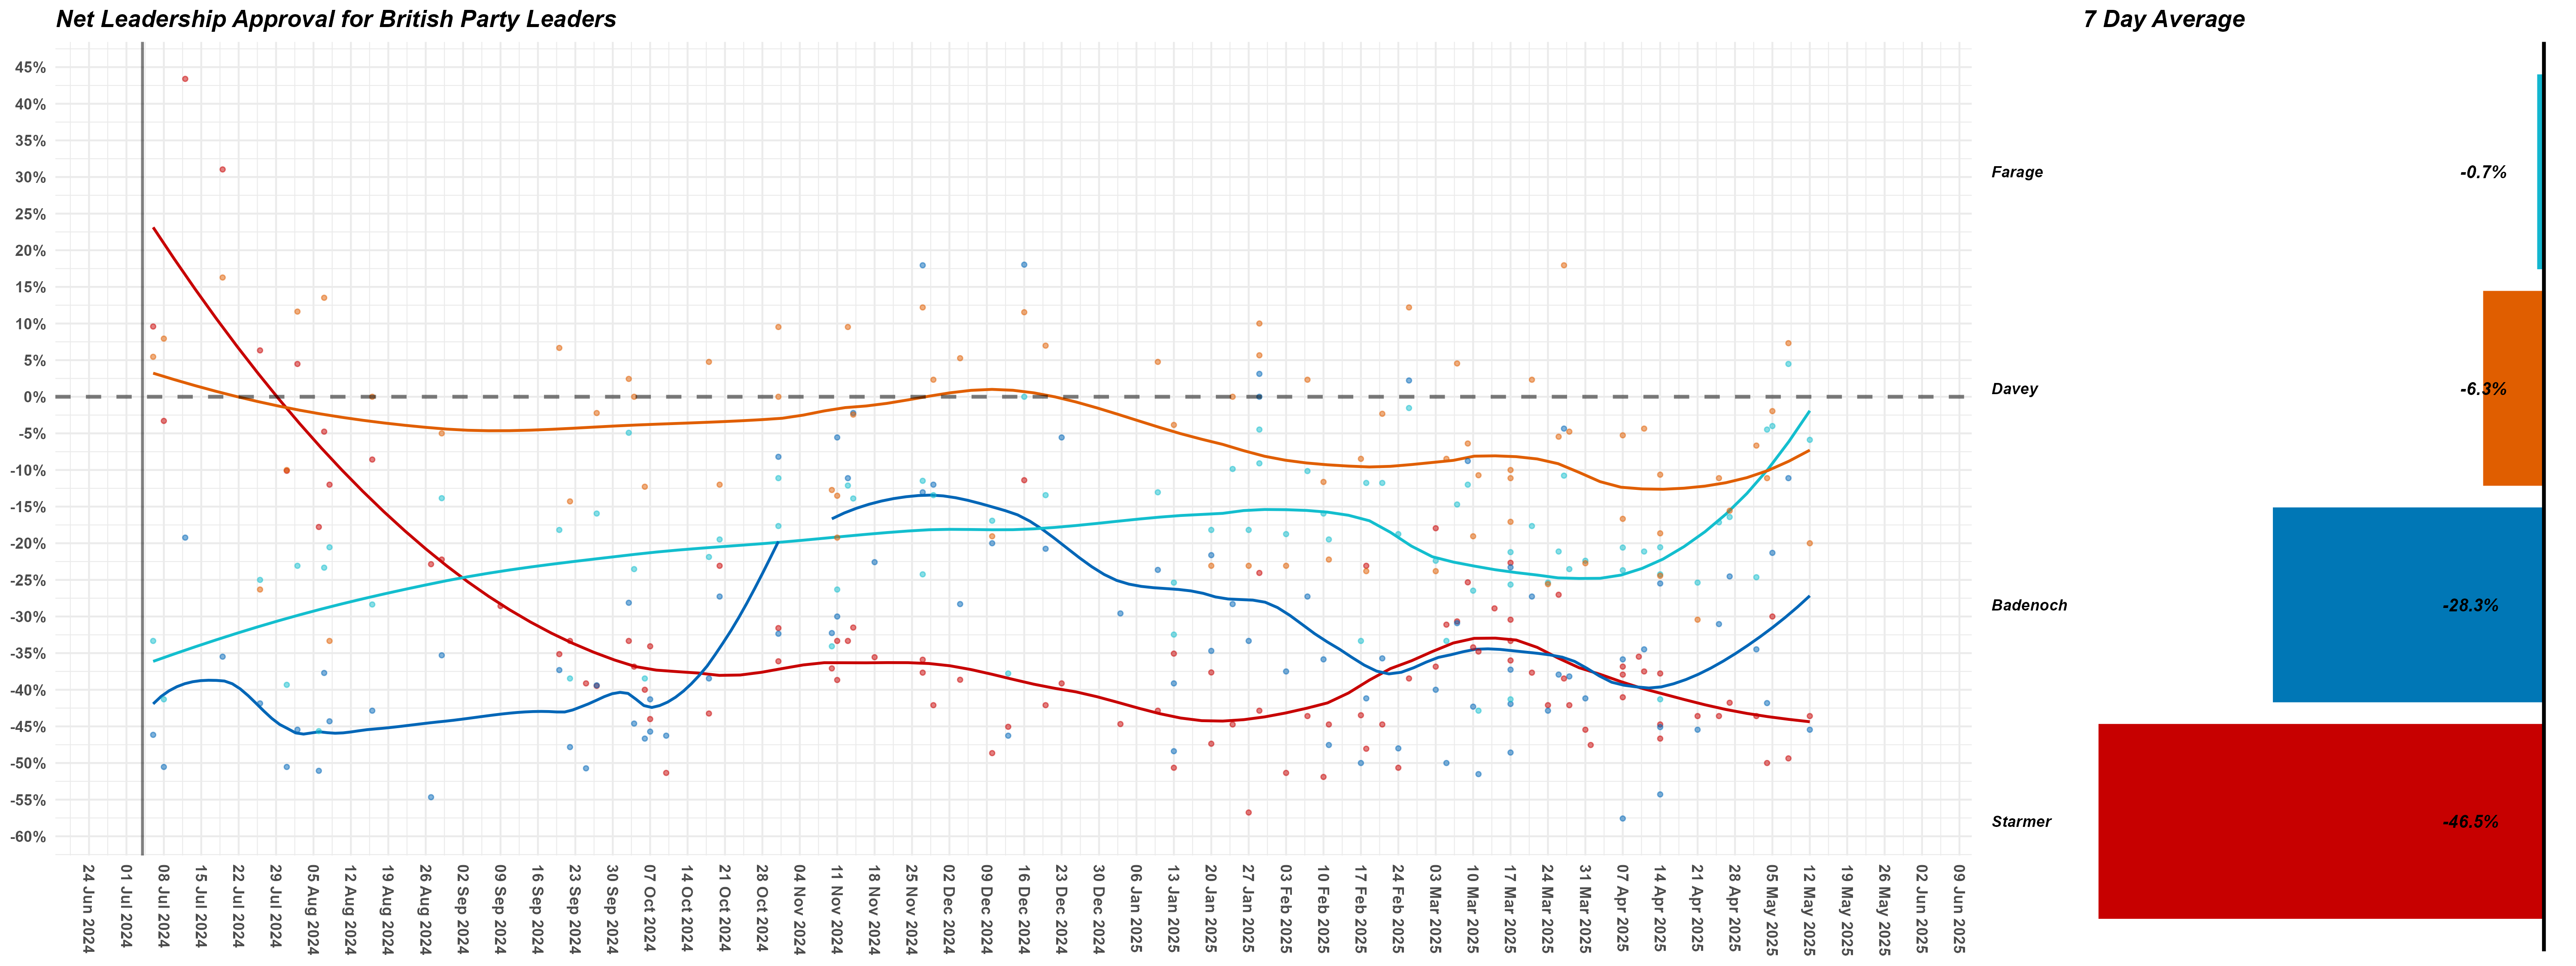 Net Leadership Approval for British Party Leaders
7 Day Average
45%
40%
35%
30%
25%
20%
15%
10%
5%
0%
-5%
-10%
-15%
-20%
-25%
-30%
-35%
-40%
-45%
-50%
-55%
-60%
24 Jun 2024
01 Jul 2024
08 Jul 2024
15 Jul 2024
22 Jul 2024
29 Jul 2024
05 Aug 2024
12 Aug 2024
19 Aug 2024
26 Aug 2024
02 Sep 2024
09 Sep 2024
16 Sep 2024
23 Sep 2024
30 Sep 2024
07 Oct 2024
14 Oct 2024
21 Oct 2024
28 Oct 2024
04 Nov 2024
11 Nov 2024
18 Nov 2024
25 Nov 2024
02 Dec 2024
09 Dec 2024
16 Dec 2024
23 Dec 2024
30 Dec 2024
06 Jan 2025
13 Jan 2025
20 Jan 2025
27 Jan 2025
03 Feb 2025
10 Feb 2025
17 Feb 2025
24 Feb 2025
03 Mar 2025
10 Mar 2025
17 Mar 2025
24 Mar 2025
31 Mar 2025
07 Apr 2025
14 Apr 2025
21 Apr 2025
28 Apr 2025
05 May 2025
12 May 2025
19 May 2025
26 May 2025
02 Jun 2025
09 Jun 2025
Farage -0.7%
Davey -6.3%
Badenoch -28.3%
Starmer -46.5%